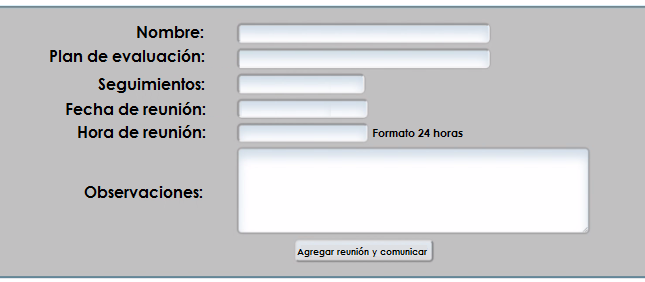 Nombre:
Plan de evaluación:
Seguimientos:
Fecha de reunión:
Hora de reunión: Formato 24 horas
Observaciones:
Agregar reunión y comunicar